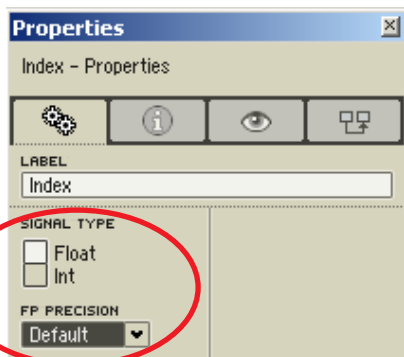 Properties
Index - Properties
LABEL
Index
SIGNAL TYPE
Float
Int
FP PRECISION
Default